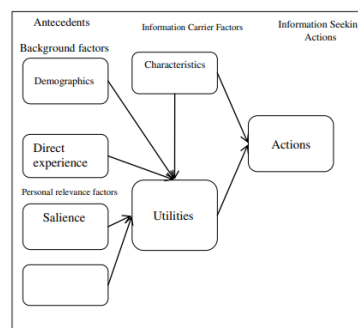 Antecedents
Information Carrier Factors
Information Seekin
Actions
Background factors
Demographics
Characteristics
Direct
experience
Actions
Personal relevance factors
Salience
Utilities